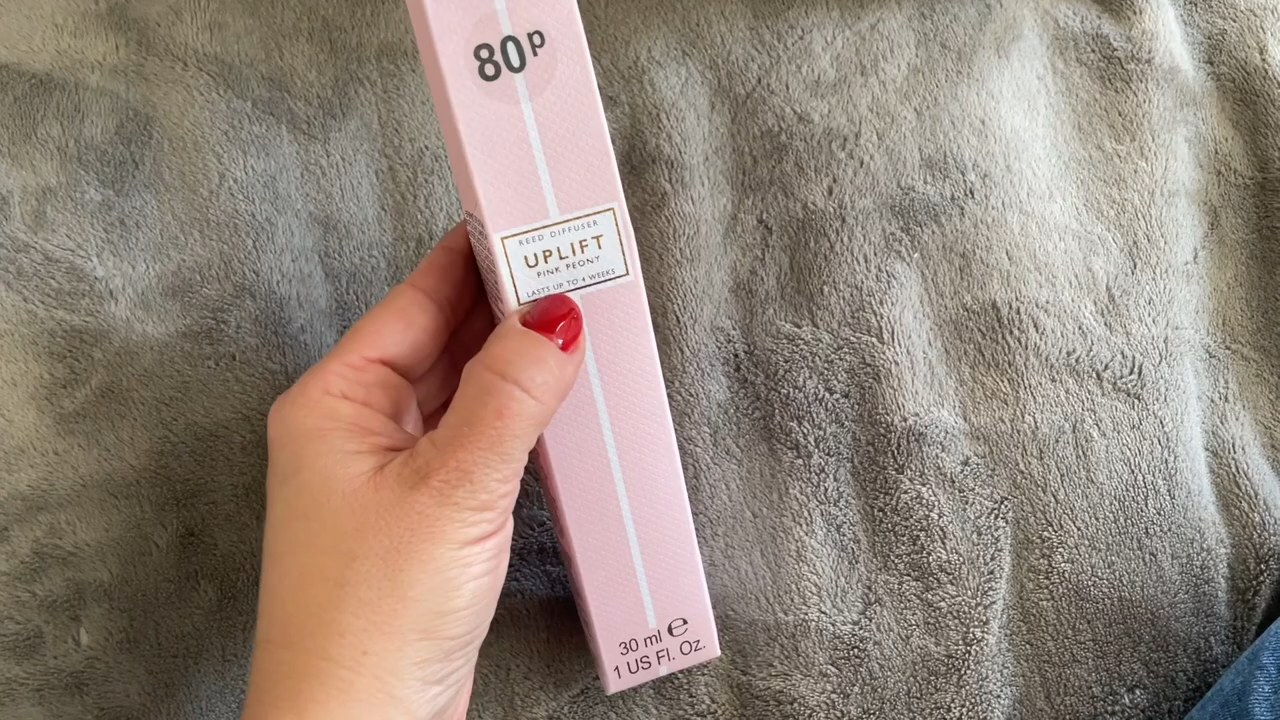 80p
REED DIFFUSER
UPLIFT
PINK PEONY
LASTS UP TO 4 WEEKS
30 ml ℮
1 US Fl. Oz.